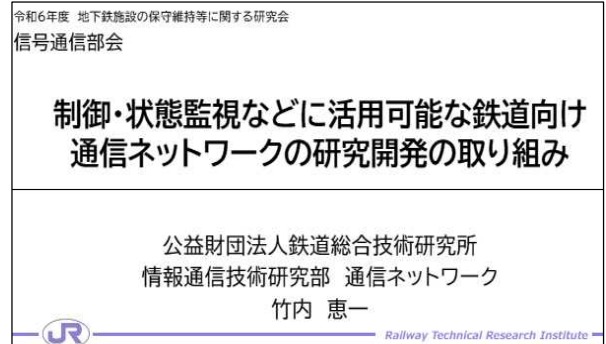 令和6年度 地下鉄施設の保守維持等に関する研究会
信号通信部会
制御・状態監視などに活用可能な鉄道向け
通信ネットワークの研究開発の取り組み
公益財団法人鉄道総合技術研究所
情報通信技術研究部 通信ネットワーク
竹内 恵一
JR
Railway Technical Research Institute